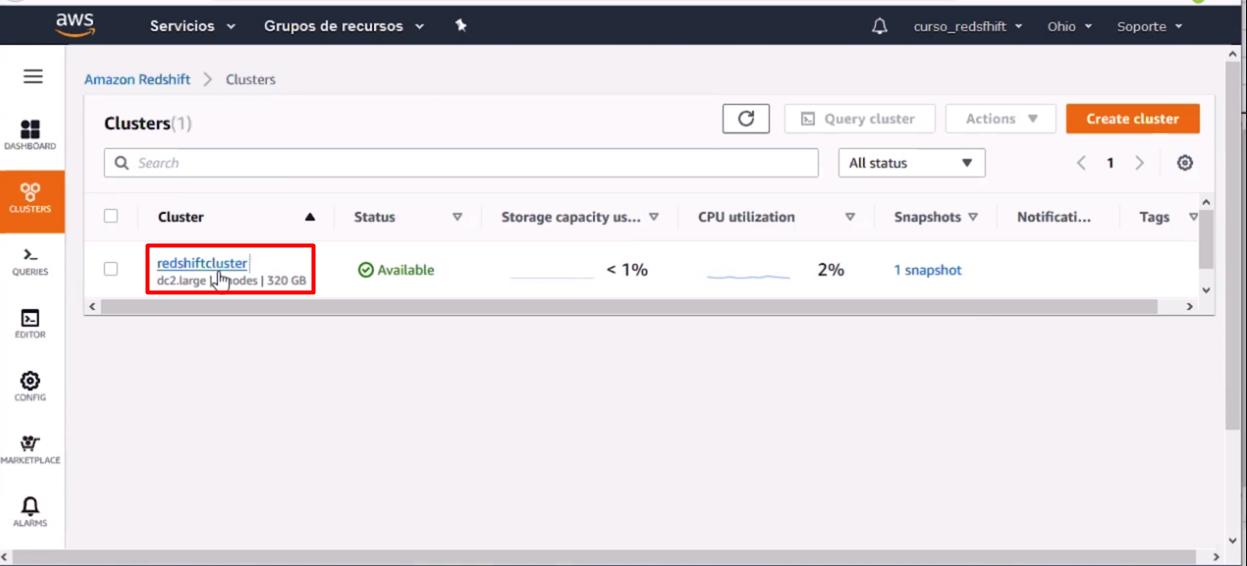 aws Servicios Grupos de recursos curso_redsfhift Ohio Soporte
Amazon Redshift > Clusters
Clusters(1) Query cluster Actions Create cluster
Search All status < 1 >
Cluster Status Storage capacity us... CPU utilization Snapshots Notificati... Tags
redshiftcluster Available < 1% 2% 1 snapshot
dc2.large | nodes | 320 GB
DASHBOARD
CLUSTERS
QUERIES
EDITOR
CONFIG
MARKETPLACE
ALARMS